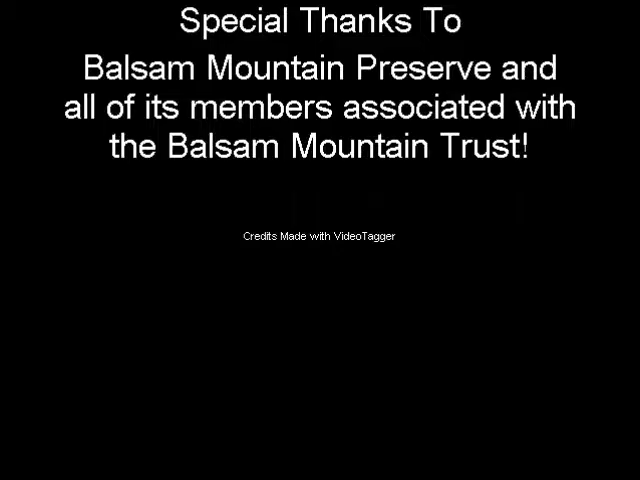 Special Thanks To
Balsam Mountain Preserve and
all of its members associated with
the Balsam Mountain Trust!
Credits Made with VideoTagger